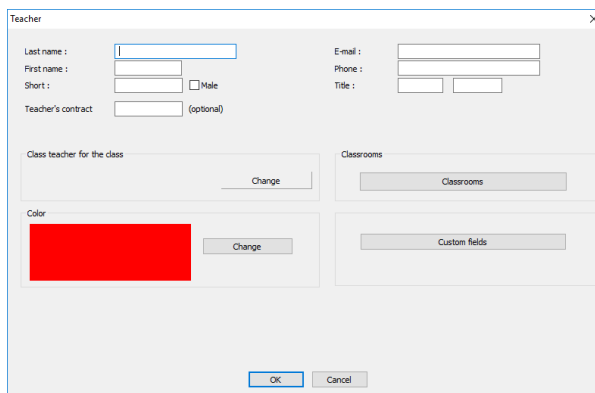 Teacher
Last name :
E-mail :
First name :
Phone :
Short :
Male
Title :
Teacher's contract
(optional)
Class teacher for the class
Change
Classrooms
Classrooms
Color
Change
Custom fields
OK
Cancel